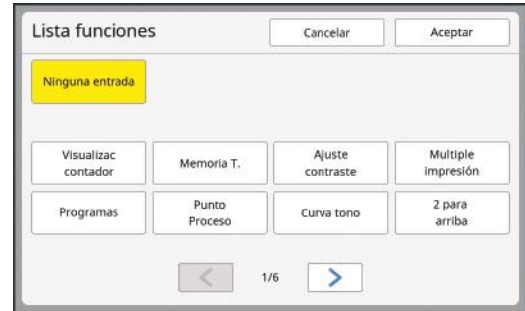 Lista funciones
Cancelar
Aceptar
Ninguna entrada
Visualizac
contador
Memoria T.
Ajuste
contraste
Multiple
impresión
Programas
Punto
Proceso
Curva tono
2 para
arriba
1/6